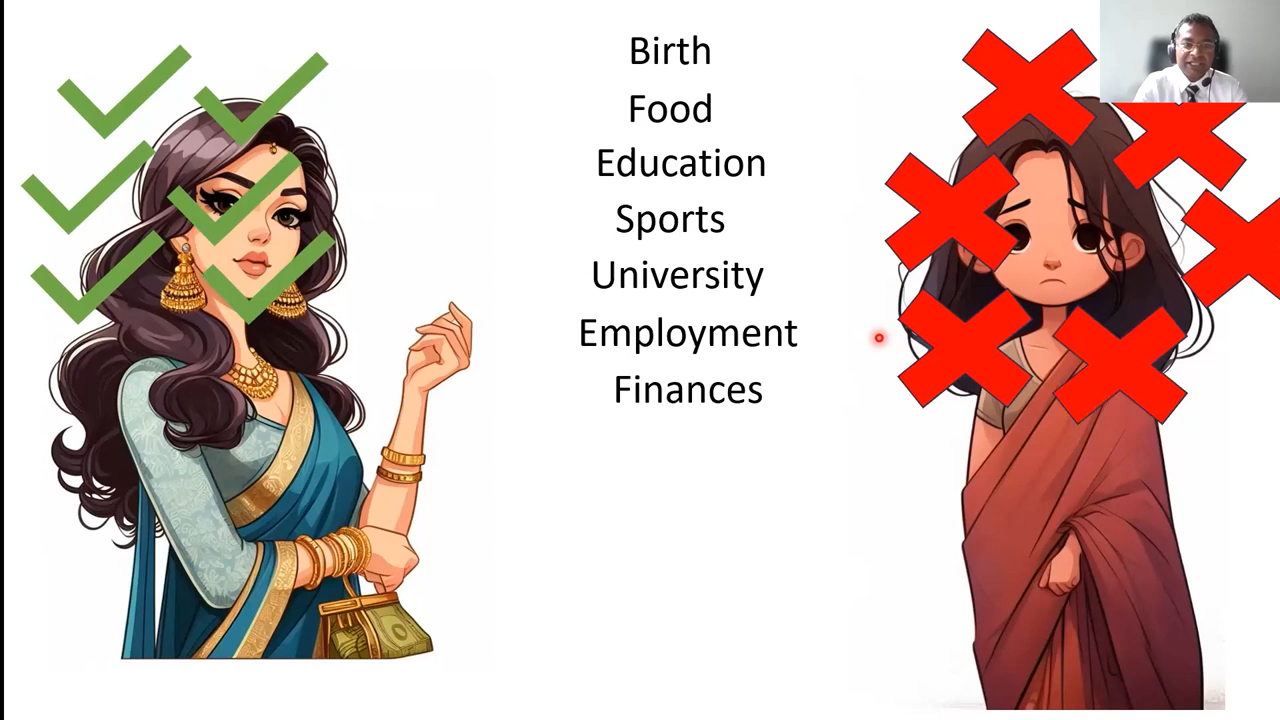 Birth
Food
Education
Sports
University
Employment
Finances